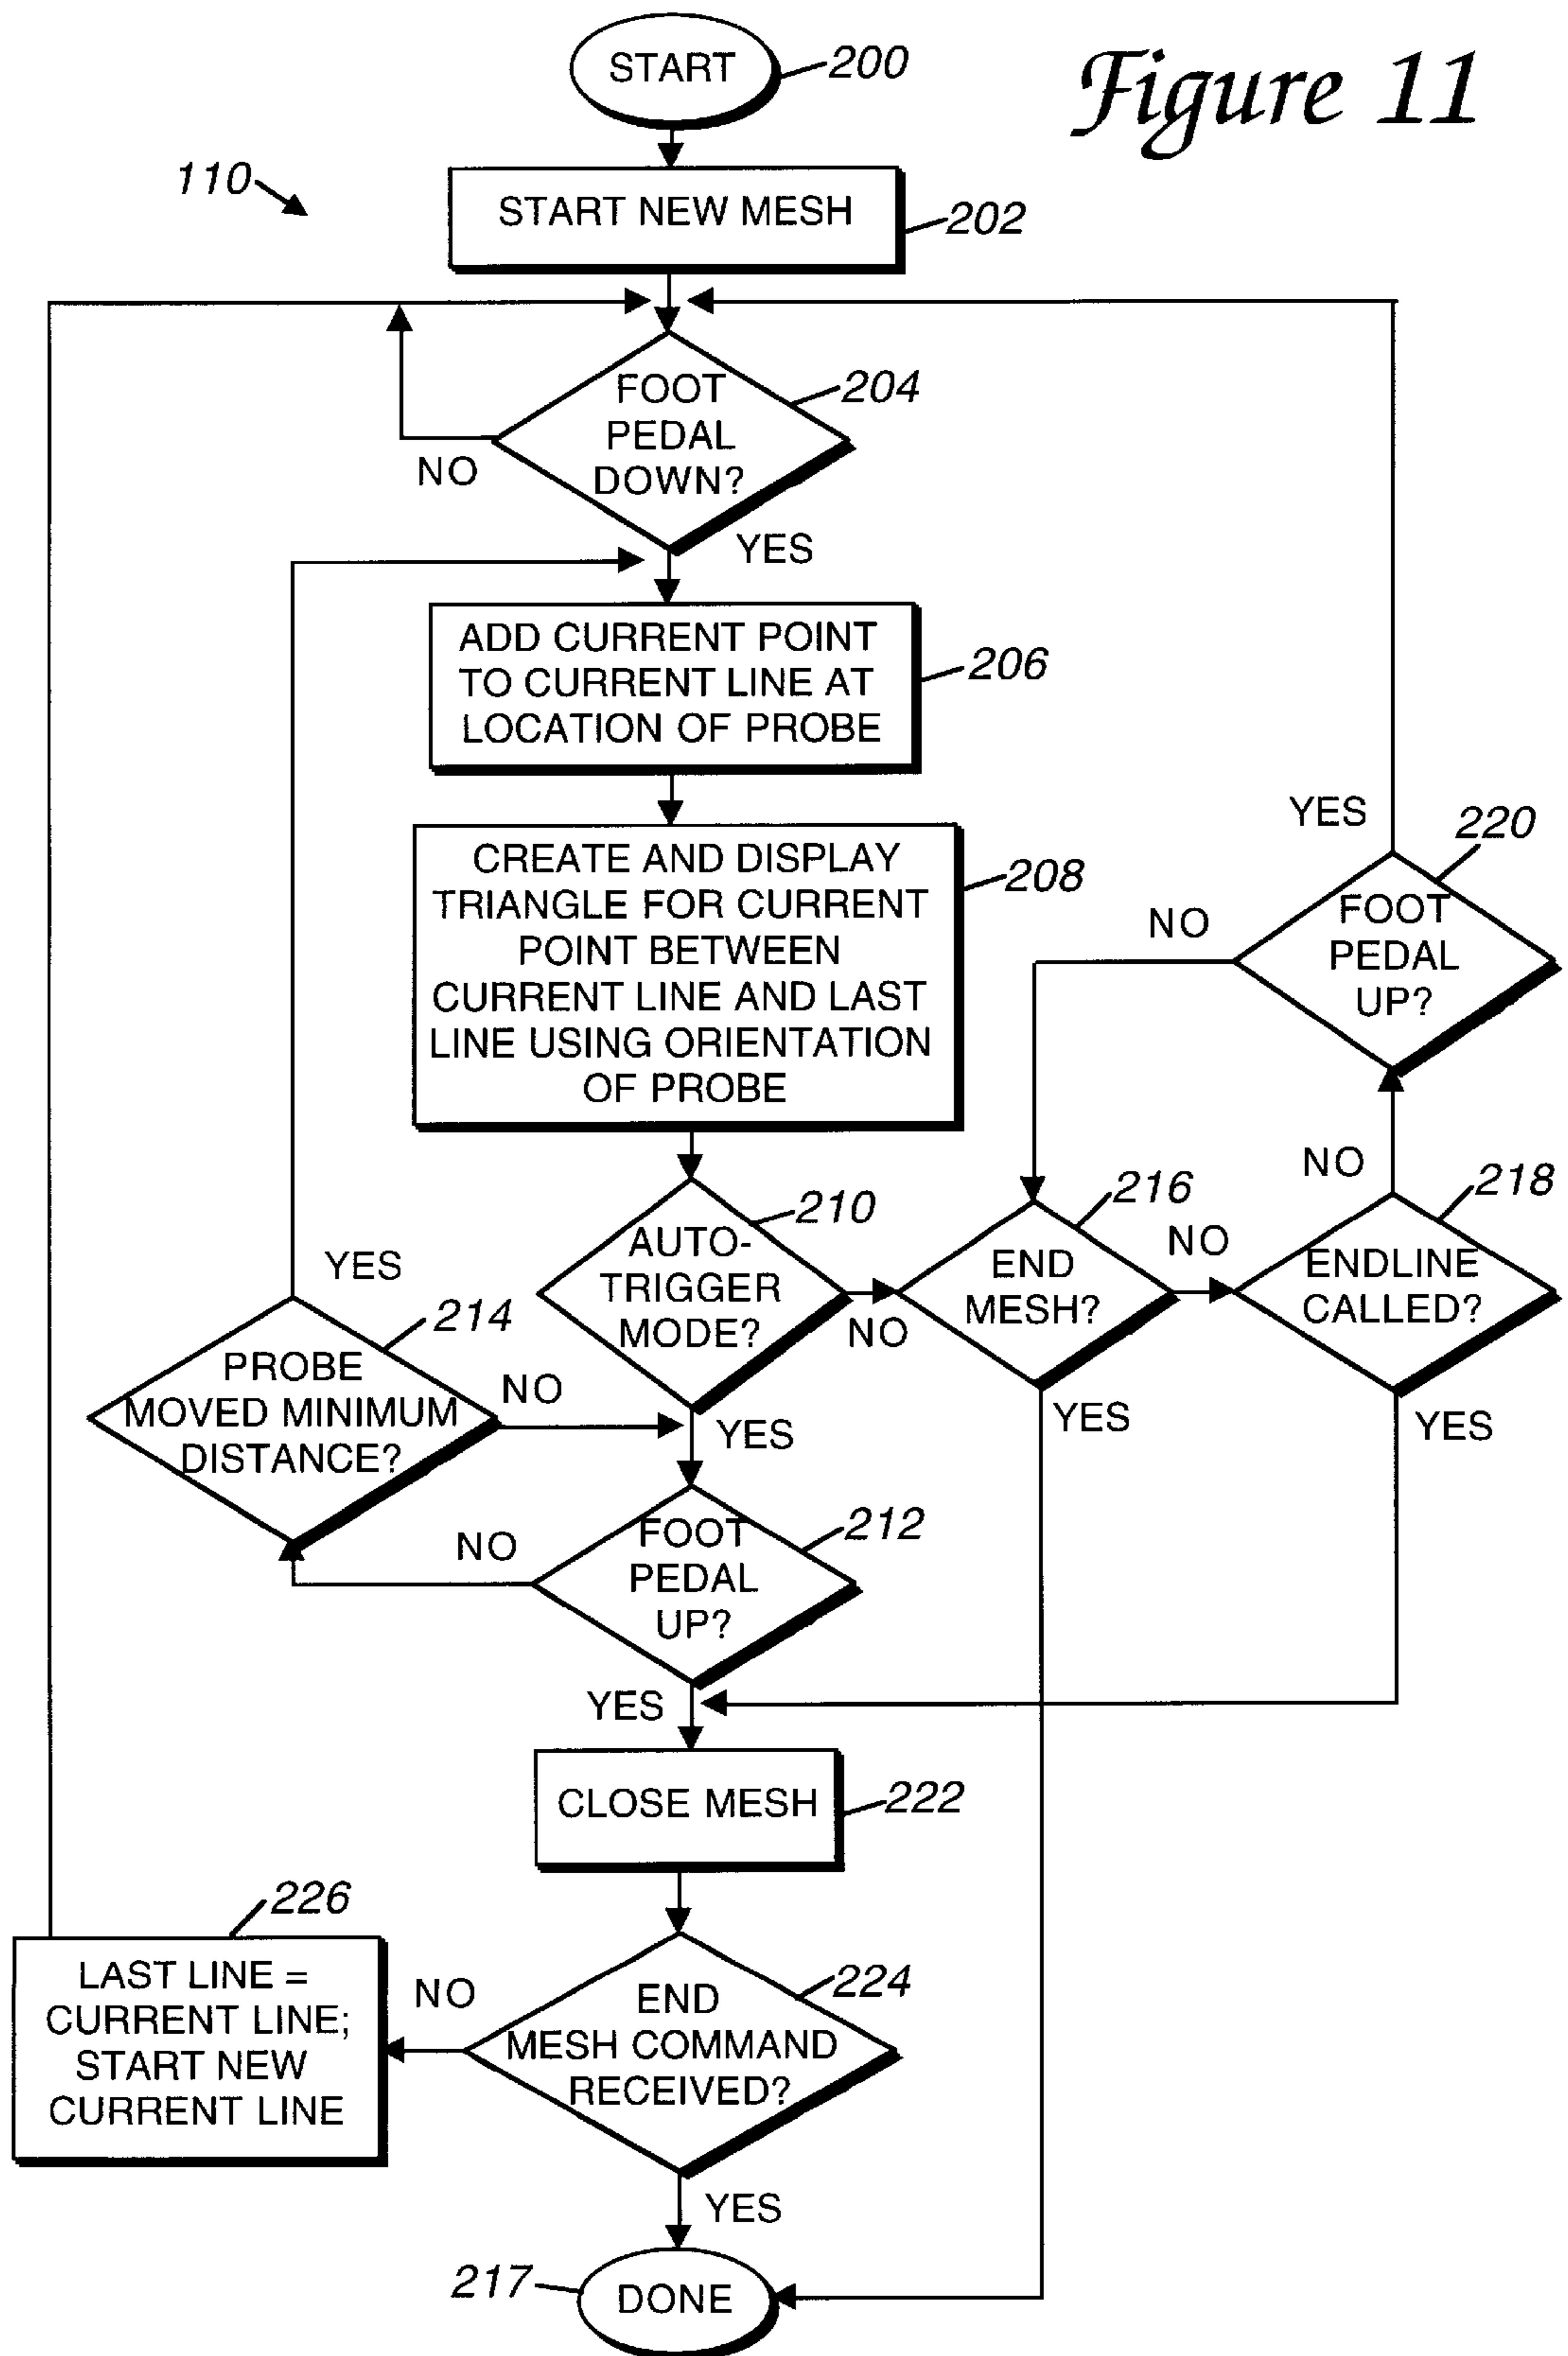 START
200
Figure 11
110
START NEW MESH
202
FOOT
PEDAL
DOWN?
204
NO
YES
ADD CURRENT POINT
TO CURRENT LINE AT
LOCATION OF PROBE
206
CREATE AND DISPLAY
TRIANGLE FOR CURRENT
POINT BETWEEN
CURRENT LINE AND LAST
LINE USING ORIENTATION
OF PROBE
208
YES
220
FOOT
PEDAL
UP?
NO
NO
AUTO-
TRIGGER
MODE?
210
NO
YES
END
MESH?
216
NO
YES
ENDLINE
CALLED?
218
YES
YES
214
PROBE
MOVED MINIMUM
DISTANCE?
NO
FOOT
PEDAL
UP?
212
NO
YES
CLOSE MESH
222
226
LAST LINE =
CURRENT LINE;
START NEW
CURRENT LINE
NO
END
MESH COMMAND
RECEIVED?
224
YES
217
DONE